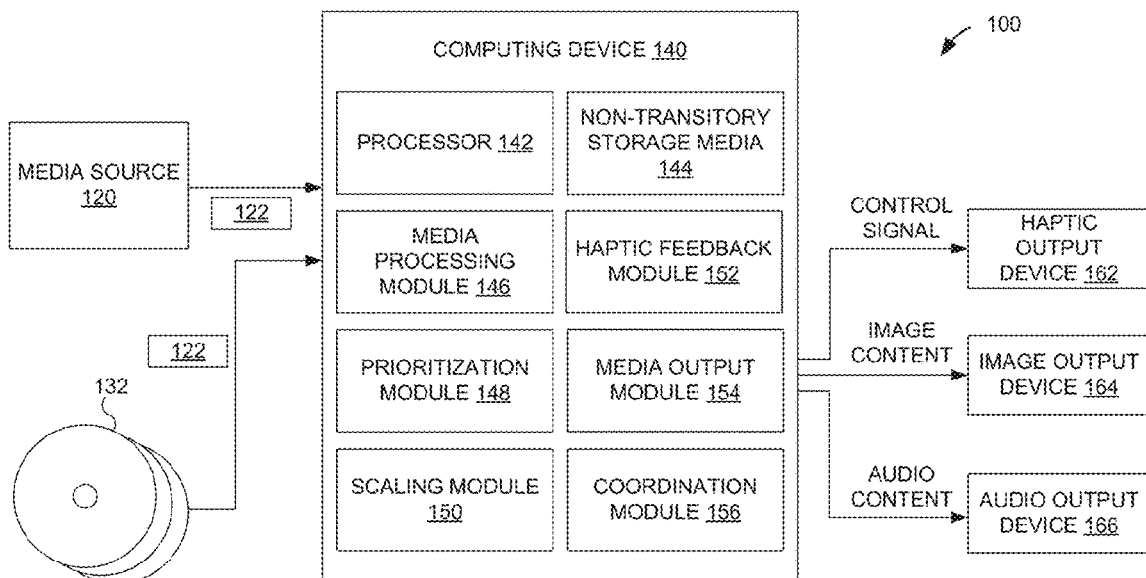 100
COMPUTING DEVICE 140
PROCESSOR 142
NON-TRANSITORY
STORAGE MEDIA
144
MEDIA SOURCE
120
122
MEDIA
PROCESSING
MODULE 146
HAPTIC FEEDBACK
MODULE 152
CONTROL
SIGNAL
HAPTIC
OUTPUT
DEVICE 162
122
PRIORITIZATION
MODULE 148
MEDIA OUTPUT
MODULE 154
IMAGE
CONTENT
IMAGE OUTPUT
DEVICE 164
132
SCALING MODULE
150
COORDINATION
MODULE 156
AUDIO
CONTENT
AUDIO OUTPUT
DEVICE 166